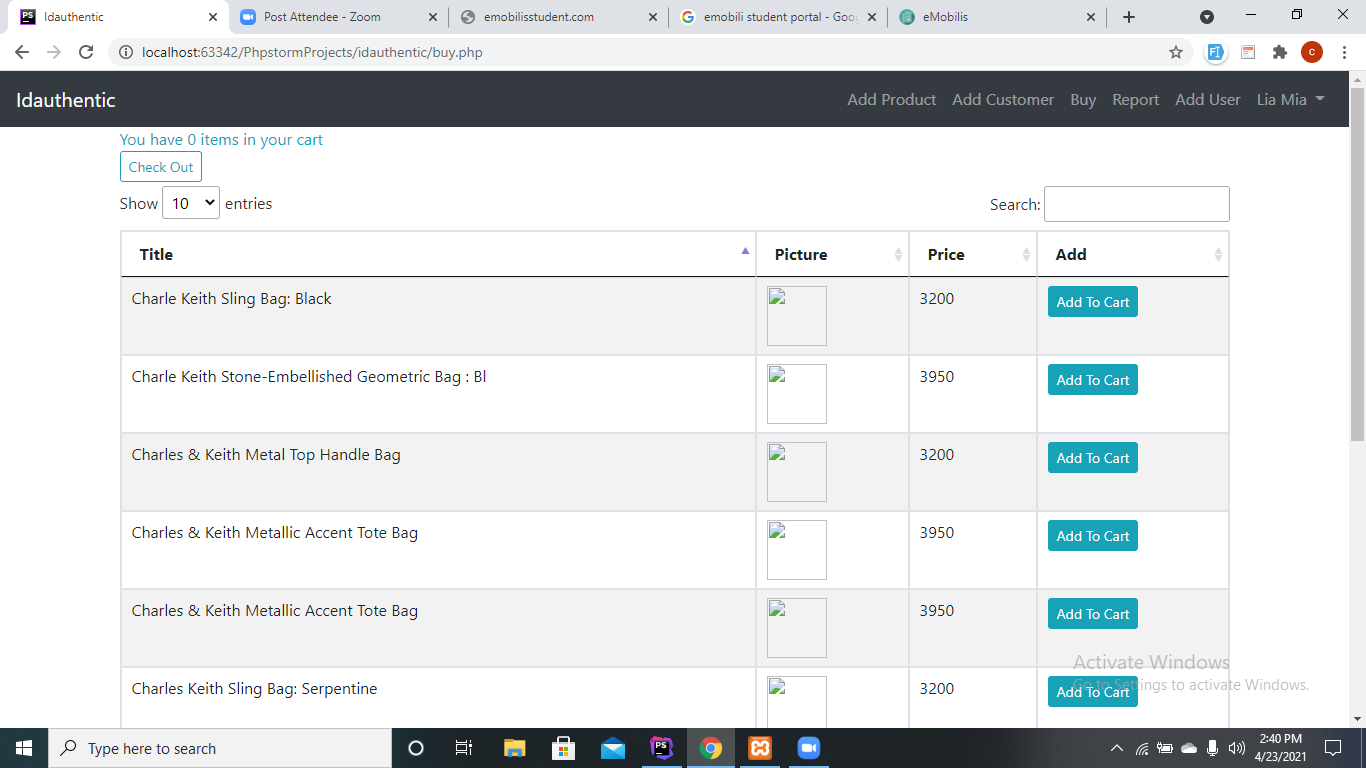 Idauthentic
Post Attendee - Zoom
emobilisstudent.com
emobili student portal - Goo
eMobilis
localhost:63342/PhpstormProjects/idauthentic/buy.php
Idauthentic
Add Product Add Customer Buy Report Add User Lia Mia
You have 0 items in your cart
Check Out
Show 10 entries
Search:
Title Picture Price Add
Charle Keith Sling Bag: Black 3200 Add To Cart
Charle Keith Stone-Embellished Geometric Bag : Bl 3950 Add To Cart
Charles & Keith Metal Top Handle Bag 3200 Add To Cart
Charles & Keith Metallic Accent Tote Bag 3950 Add To Cart
Charles & Keith Metallic Accent Tote Bag 3950 Add To Cart
Activate Windows
Go to Settings to activate Windows.
Charles Keith Sling Bag: Serpentine 3200 Add To Cart
Type here to search
2:40 PM
4/23/2021